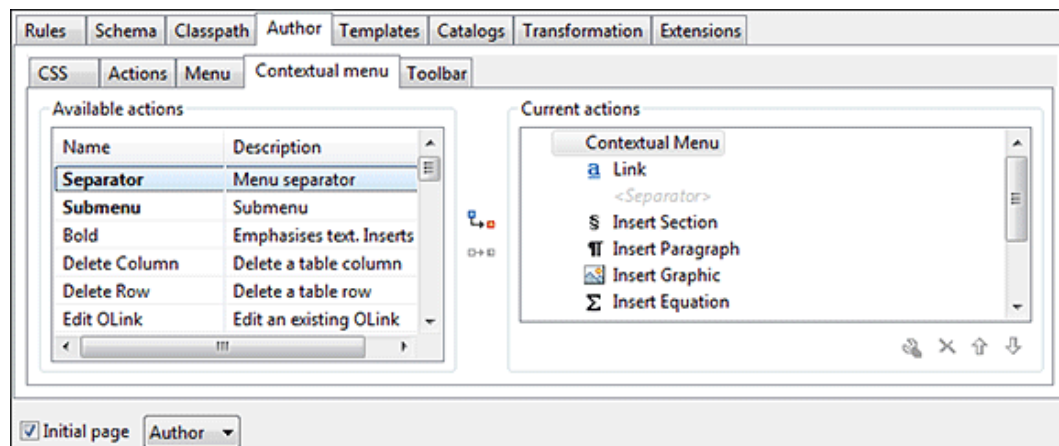 Rules Schema Classpath Author Templates Catalogs Transformation Extensions
CSS Actions Menu Contextual menu Toolbar
Available actions
Name Description
Separator Menu separator
Submenu Submenu
Bold Emphasises text. Inserts
Delete Column Delete a table column
Delete Row Delete a table row
Edit OLink Edit an existing OLink
Current actions
Contextual Menu
a Link
<Separator>
§ Insert Section
¶ Insert Paragraph
Insert Graphic
Σ Insert Equation
Initial page Author